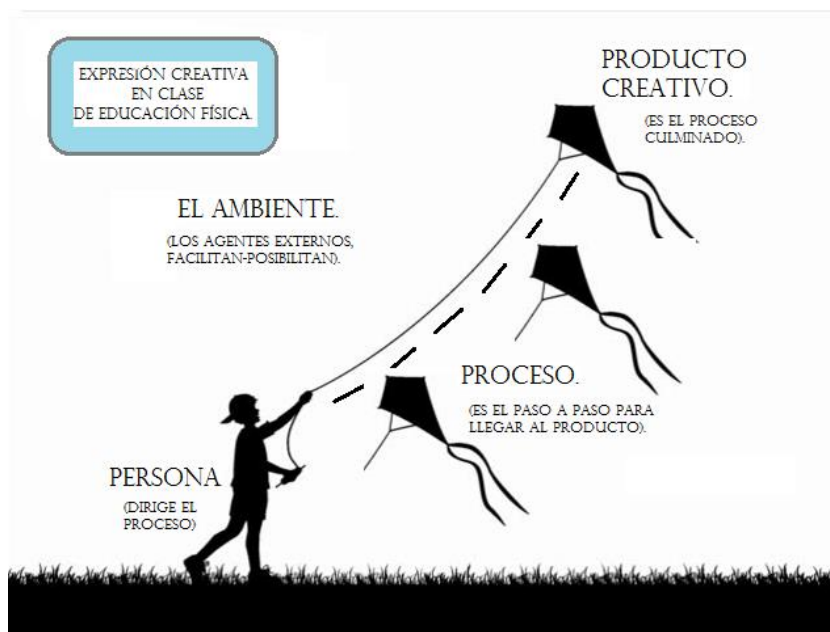 EXPRESIÓN CREATIVA
EN CLASE
DE EDUCACIÓN FÍSICA.
PRODUCTO
CREATIVO.
(ES EL PROCESO
CULMINADO).
EL AMBIENTE.
(LOS AGENTES EXTERNOS,
FACILITAN-POSIBILITAN).
PROCESO.
(ES EL PASO A PASO PARA
LLEGAR AL PRODUCTO).
PERSONA
(DIRIGE EL
PROCESO)